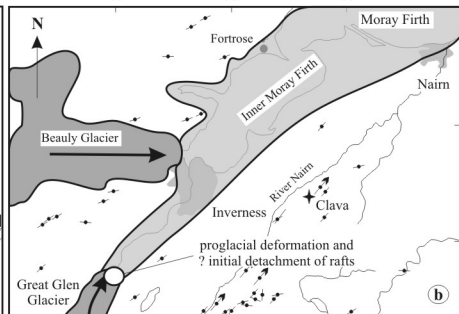 Moray Firth
N
Fortrose
Nairn
Inner Moray Firth
Beauly Glacier
River Nairn
Inverness
Clava
proglacial deformation and
? initial detachment of rafts
Great Glen
Glacier
b